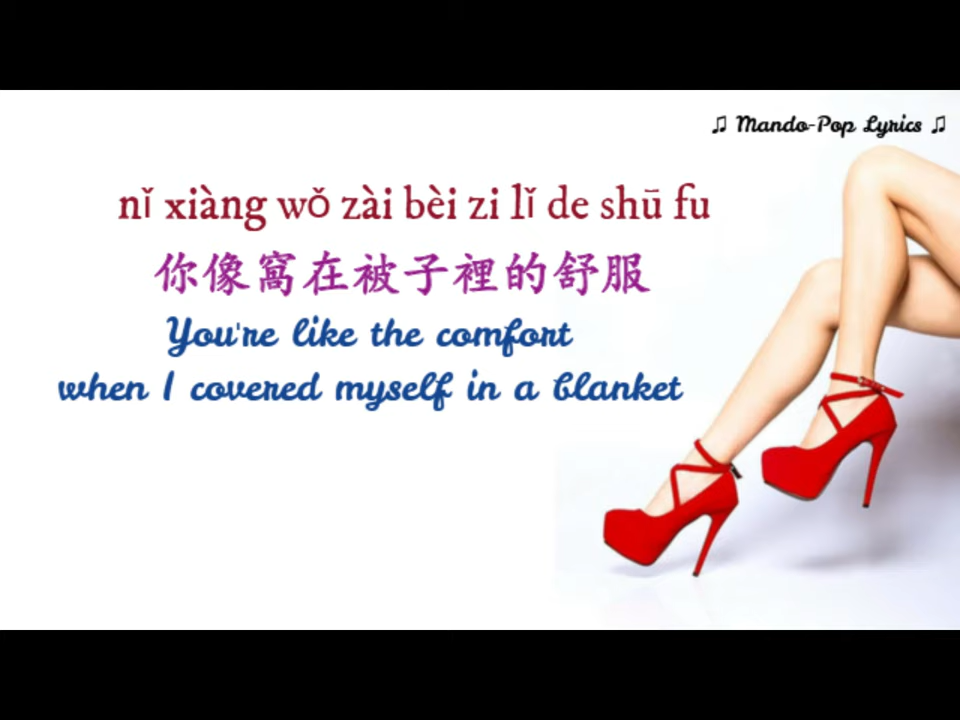 ♫ Mando-Pop Lyrics ♫
nǐ xiàng wǒ zài bèi zi lǐ de shū fu
你像窩在被子裡的舒服
You're like the comfort
when I covered myself in a blanket